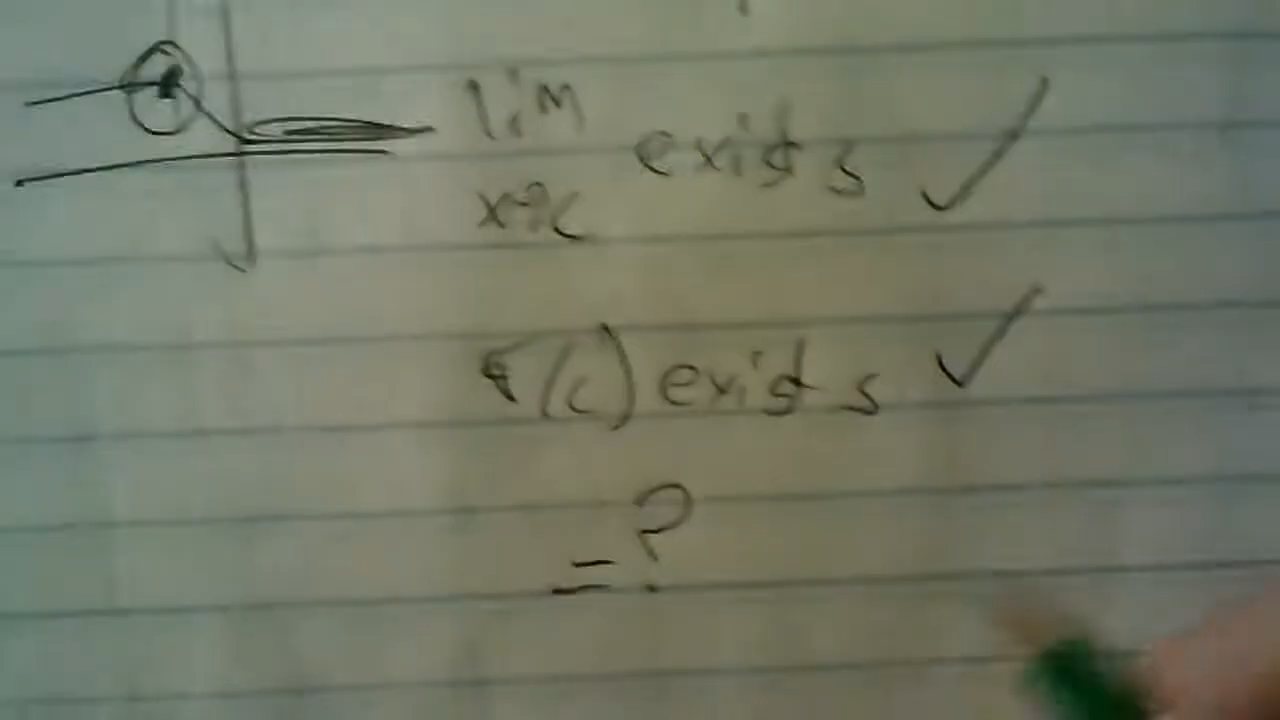 lim exists ✓
x→c
f(c) exists ✓
=?